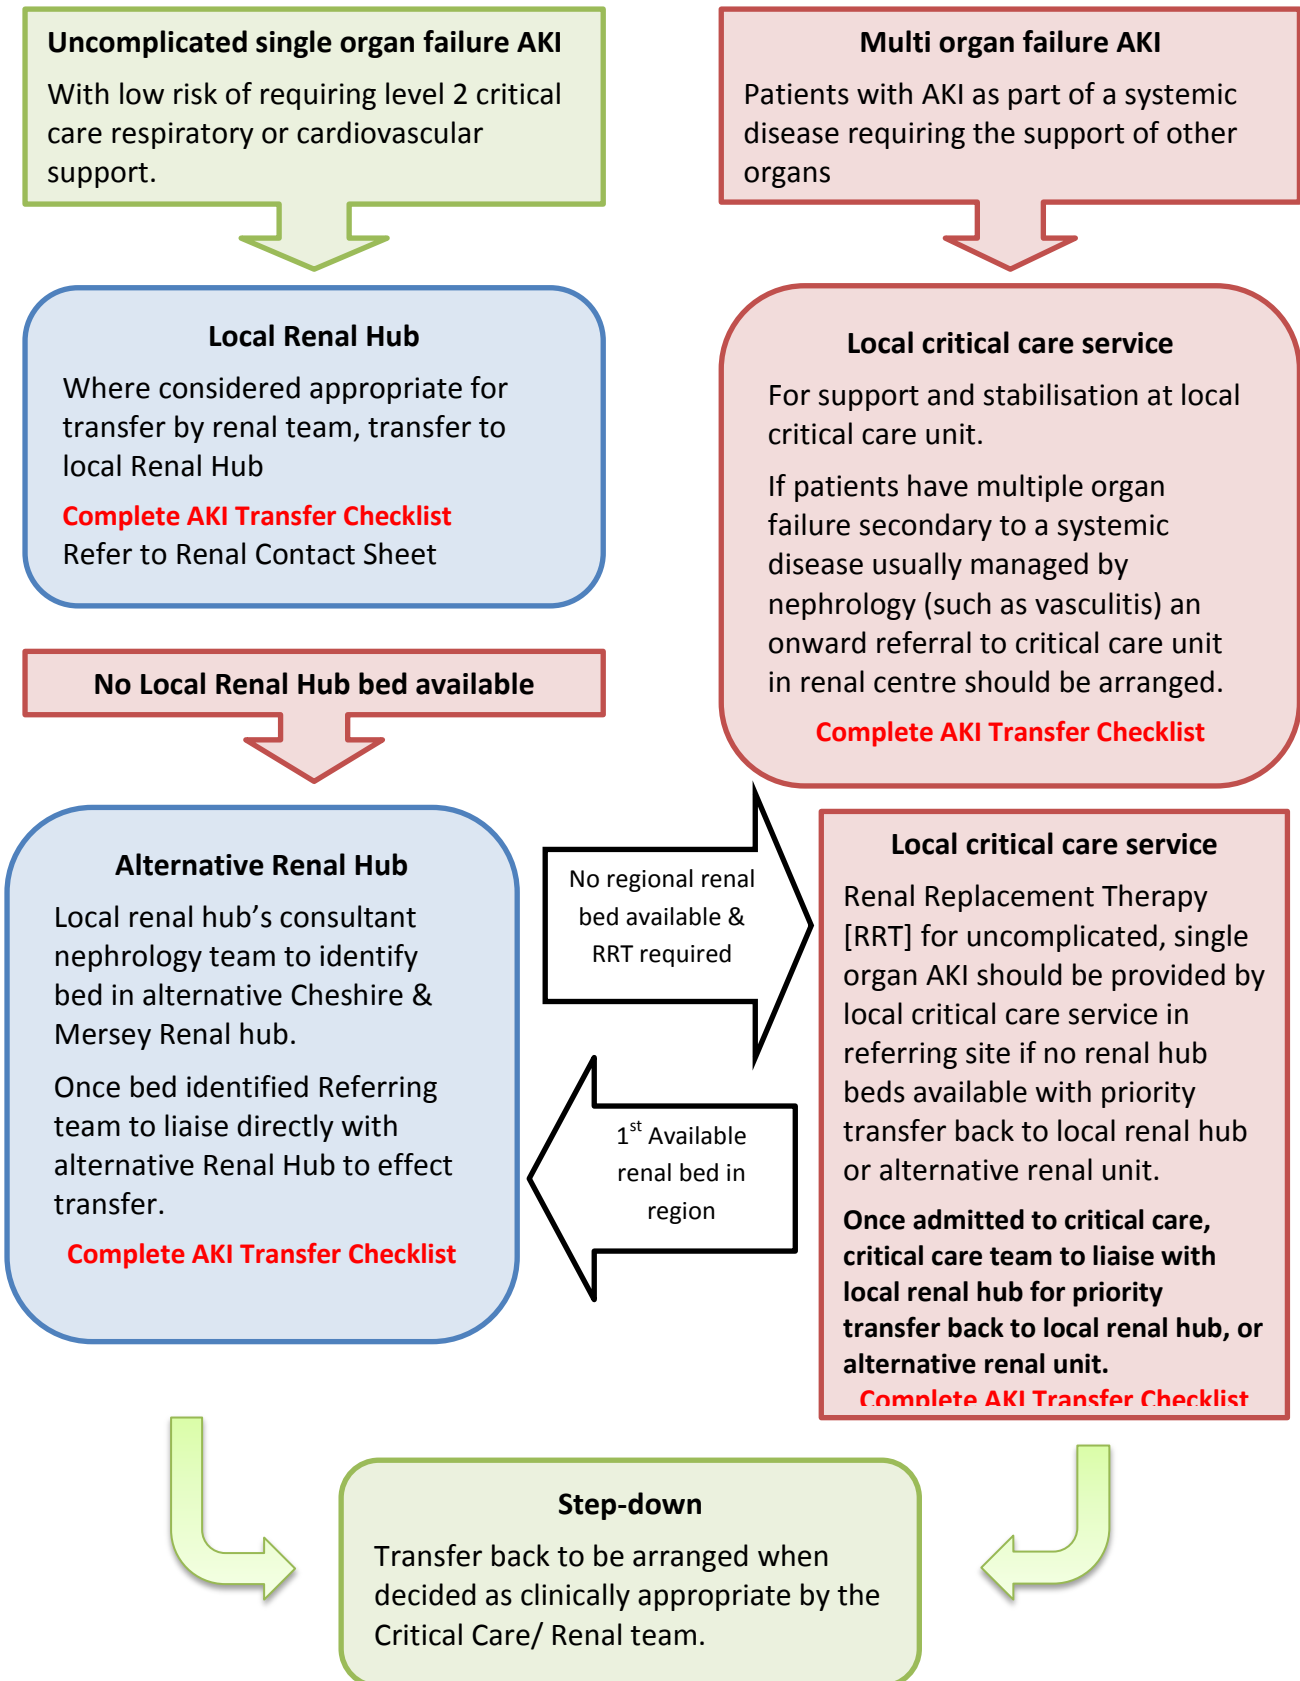 Uncomplicated single organ failure AKI
With low risk of requiring level 2 critical
care respiratory or cardiovascular
support.
Multi organ failure AKI
Patients with AKI as part of a systemic
disease requiring the support of other
organs
Local Renal Hub
Where considered appropriate for
transfer by renal team, transfer to
local Renal Hub
Complete AKI Transfer Checklist
Refer to Renal Contact Sheet
Local critical care service
For support and stabilisation at local
critical care unit.
If patients have multiple organ
failure secondary to a systemic
disease usually managed by
nephrology (such as vasculitis) an
onward referral to critical care unit
in renal centre should be arranged.
Complete AKI Transfer Checklist
No Local Renal Hub bed available
Alternative Renal Hub
Local renal hub’s consultant
nephrology team to identify
bed in alternative Cheshire &
Mersey Renal hub.
Once bed identified Referring
team to liaise directly with
alternative Renal Hub to effect
transfer.
Complete AKI Transfer Checklist
No regional renal
bed available &
RRT required
1st Available
renal bed in
region
Local critical care service
Renal Replacement Therapy
[RRT] for uncomplicated, single
organ AKI should be provided by
local critical care service in
referring site if no renal hub
beds available with priority
transfer back to local renal hub
or alternative renal unit.
Once admitted to critical care,
critical care team to liaise with
local renal hub for priority
transfer back to local renal hub, or
alternative renal unit.
Complete AKI Transfer Checklist
Step-down
Transfer back to be arranged when
decided as clinically appropriate by the
Critical Care/ Renal team.